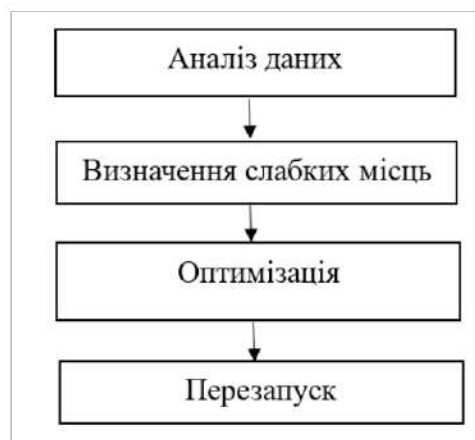 Аналіз даних
Визначення слабких місць
Оптимізація
Перезапуск